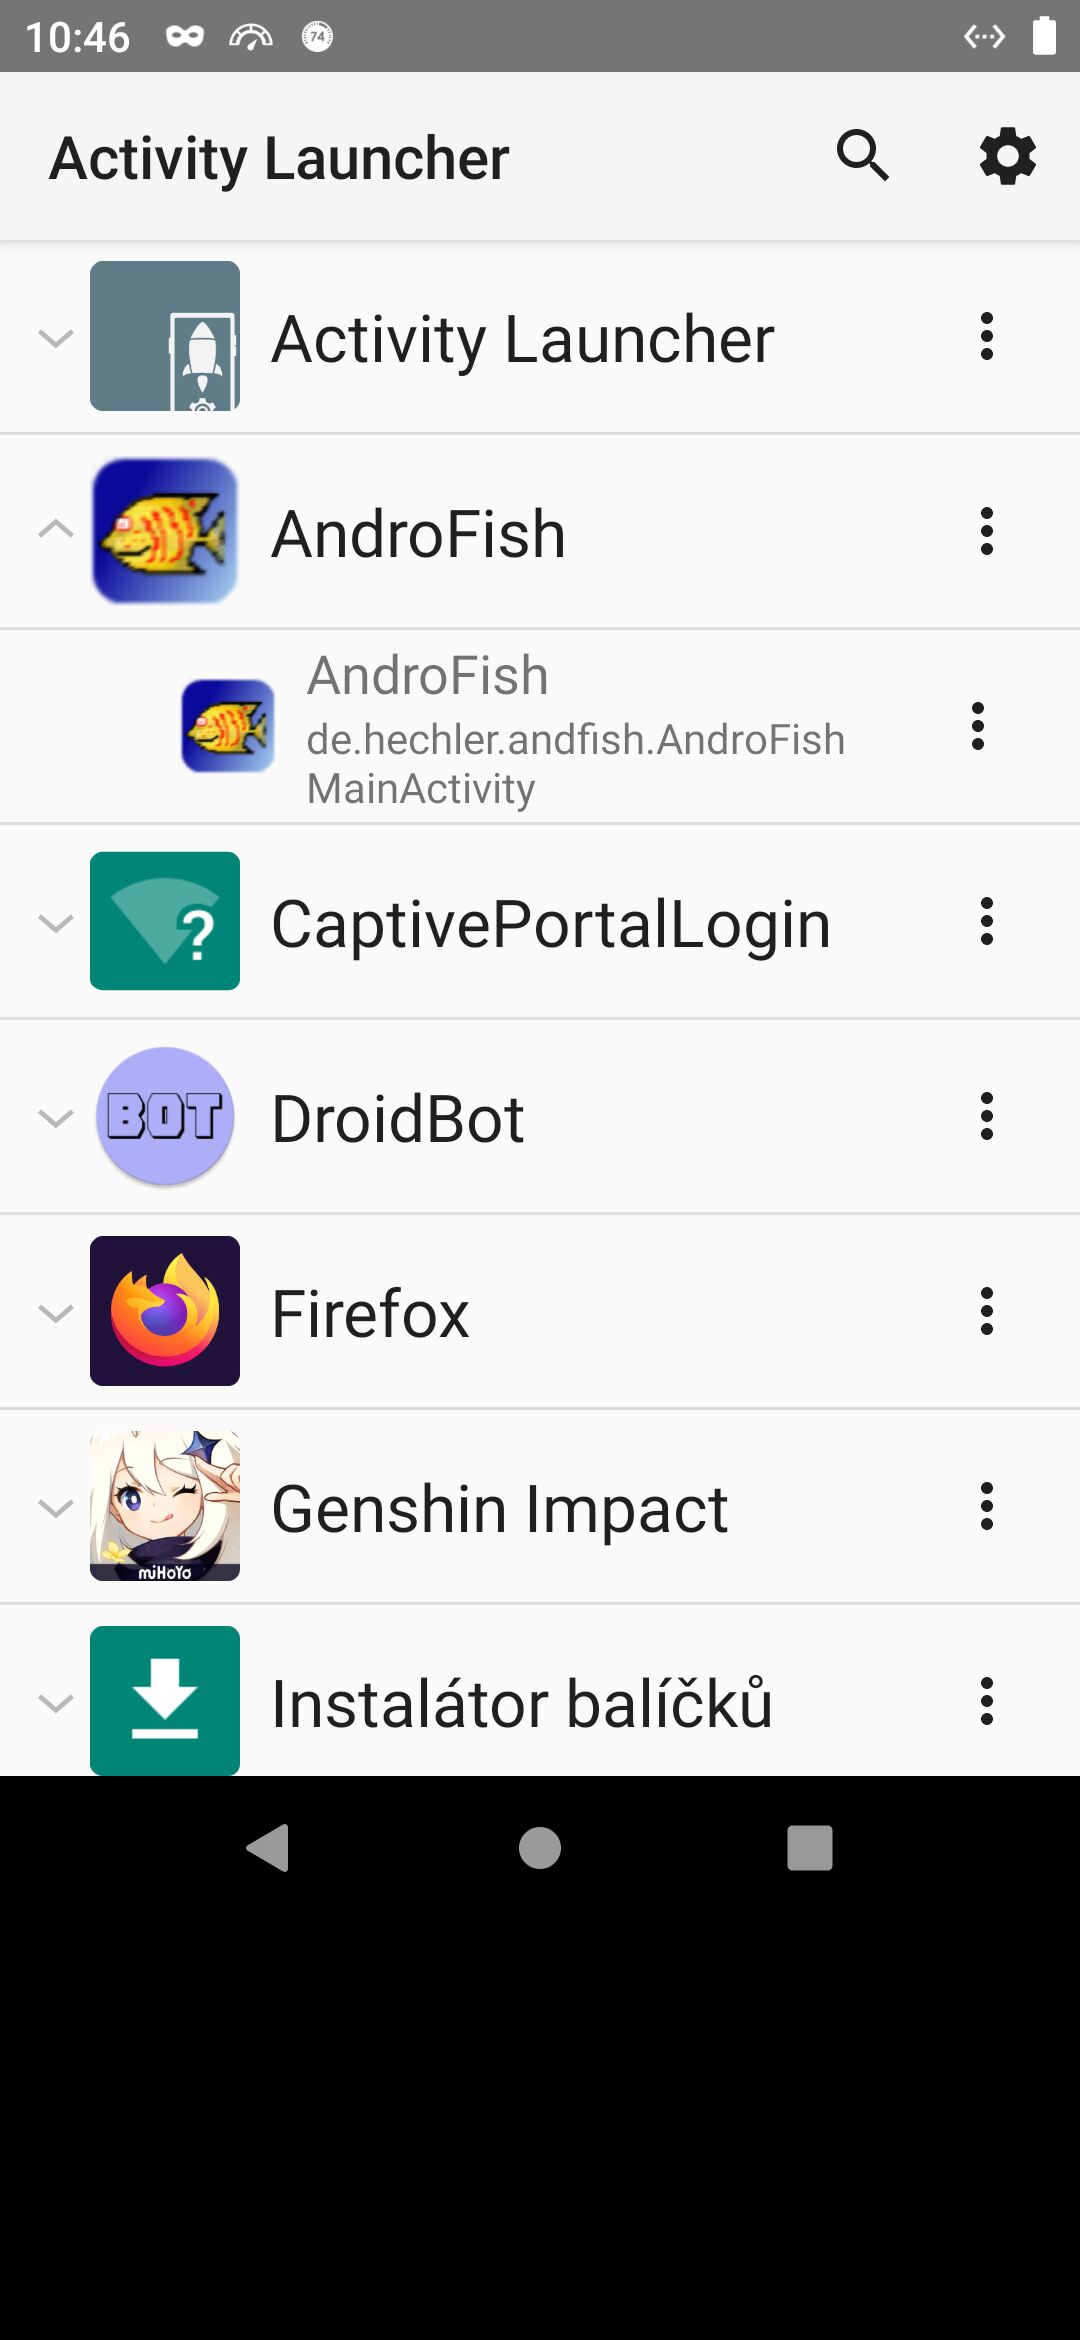 10:46
74
Activity Launcher
Activity Launcher
AndroFish
AndroFish
de.hechler.andfish.AndroFish
MainActivity
CaptivePortalLogin
BOT
DroidBot
Firefox
miHoYo
Genshin Impact
Instalátor balíčků